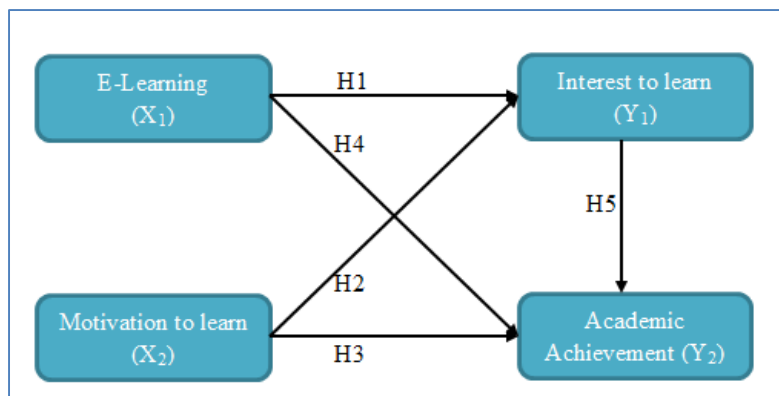 E-Learning
(X₁)
H1
Interest to learn
(Y₁)
H4
H5
H2
Motivation to learn
(X₂)
H3
Academic
Achievement (Y₂)